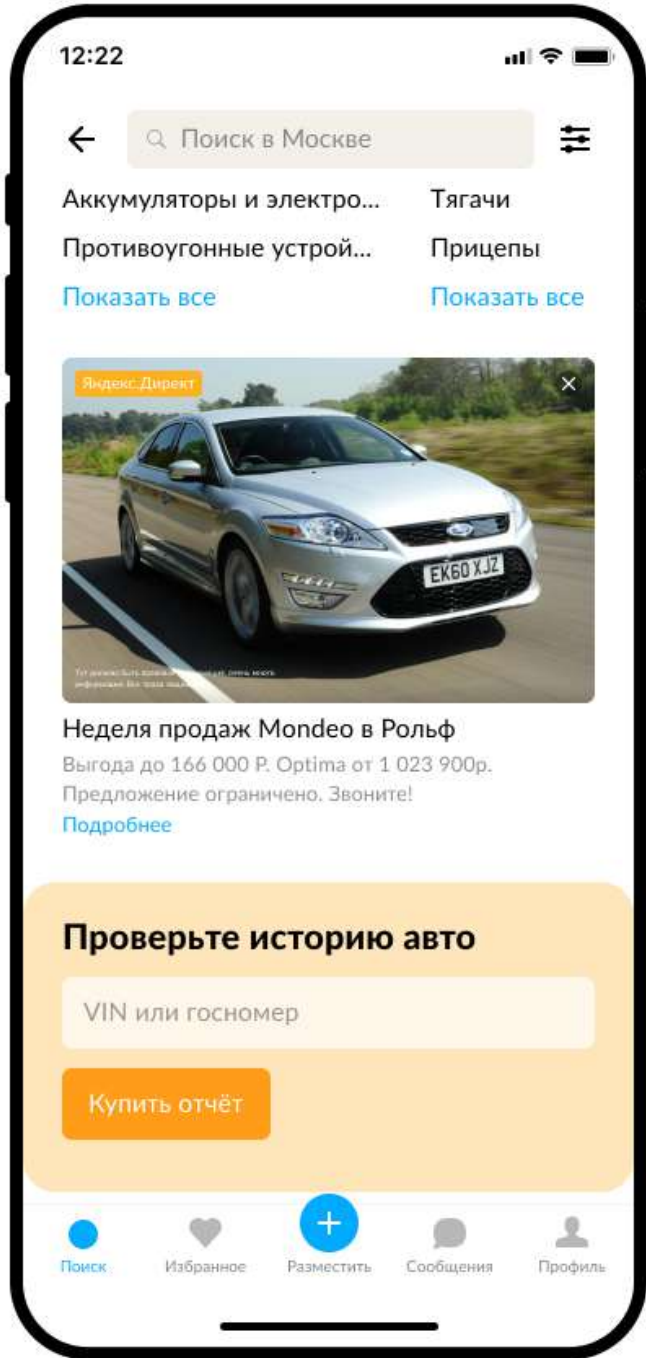 12:22
Поиск в Москве
Аккумуляторы и электро... Тягачи
Противоугонные устрой... Прицепы
Показать все Показать все
Яндекс.Директ
EK60 XJZ
Неделя продаж Mondeo в Рольф
Выгода до 166 000 Р. Optima от 1 023 900р.
Предложение ограничено. Звоните!
Подробнее
Проверьте историю авто
VIN или госномер
Купить отчёт
Поиск Избранное Разместить Сообщения Профиль